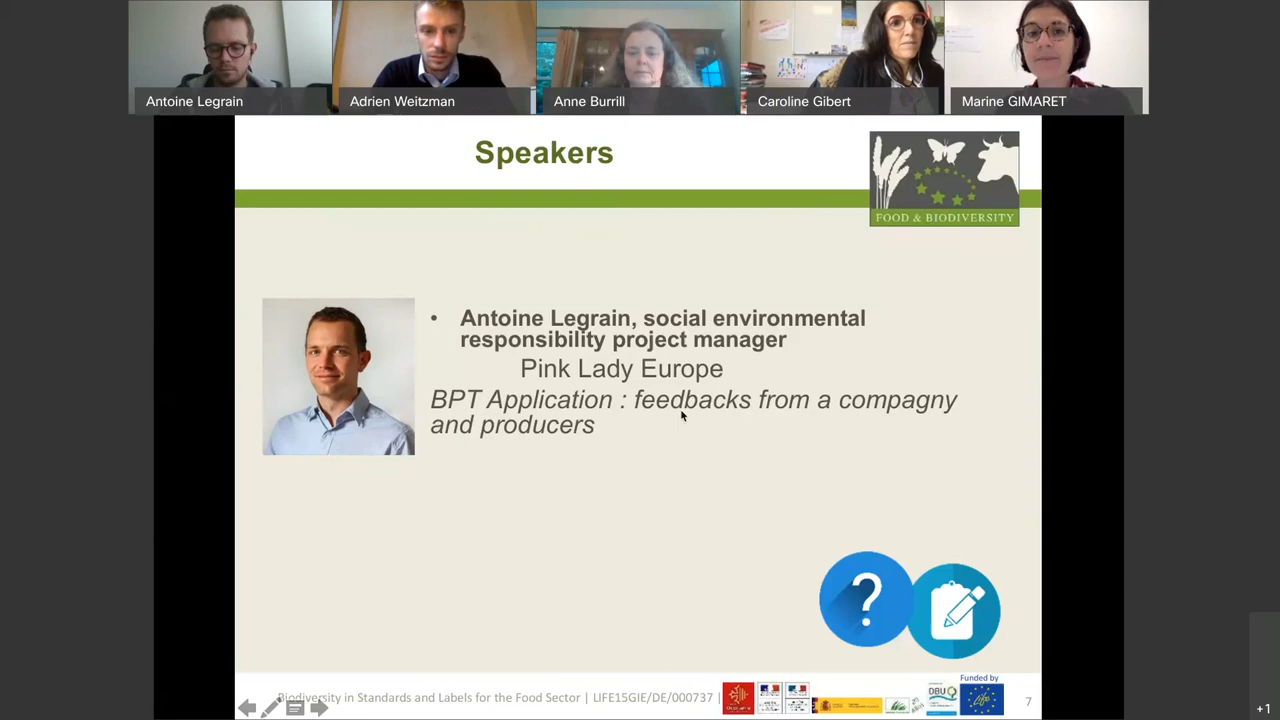 Antoine Legrain
Adrien Weitzman
Anne Burrill
Caroline Gibert
Marine GIMARET
Speakers
FOOD & BIODIVERSITY
• Antoine Legrain, social environmental
responsibility project manager
Pink Lady Europe
BPT Application : feedbacks from a compagny
and producers
?
Funded by
Biodiversity in Standards and Labels for the Food Sector | LIFE15GIE/DE/000737 |
DBU
7
+1